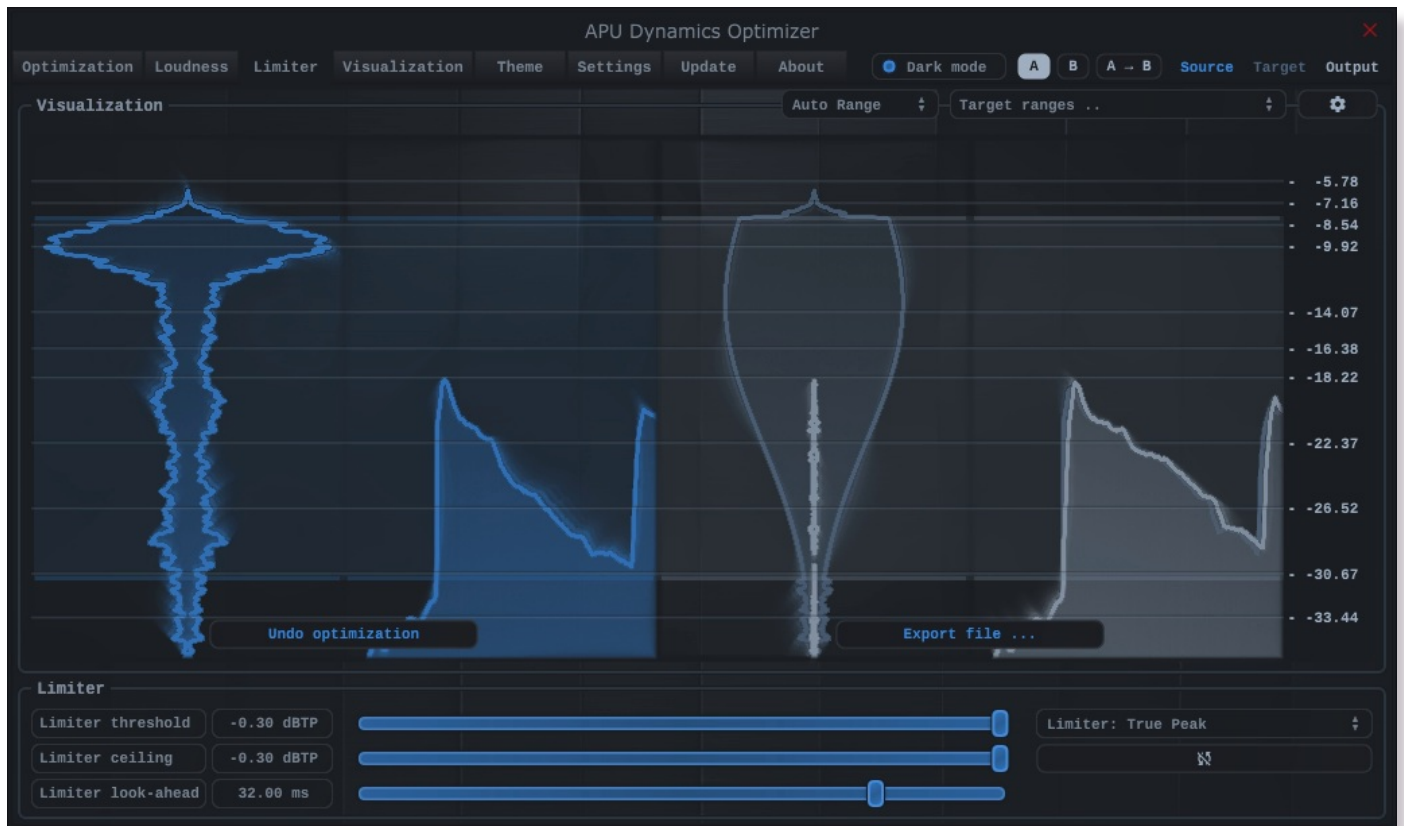 APU Dynamics Optimizer
Optimization Loudness Limiter Visualization Theme Settings Update About Dark mode A B A → B Source Target Output
Visualization Auto Range Target ranges ..
- -5.78
- -7.16
- -8.54
- -9.92
- -14.07
- -16.38
- -18.22
- -22.37
- -26.52
- -30.67
- -33.44
Undo optimization Export file ...
Limiter
Limiter threshold -0.30 dBTP Limiter: True Peak
Limiter ceiling -0.30 dBTP
Limiter look-ahead 32.00 ms